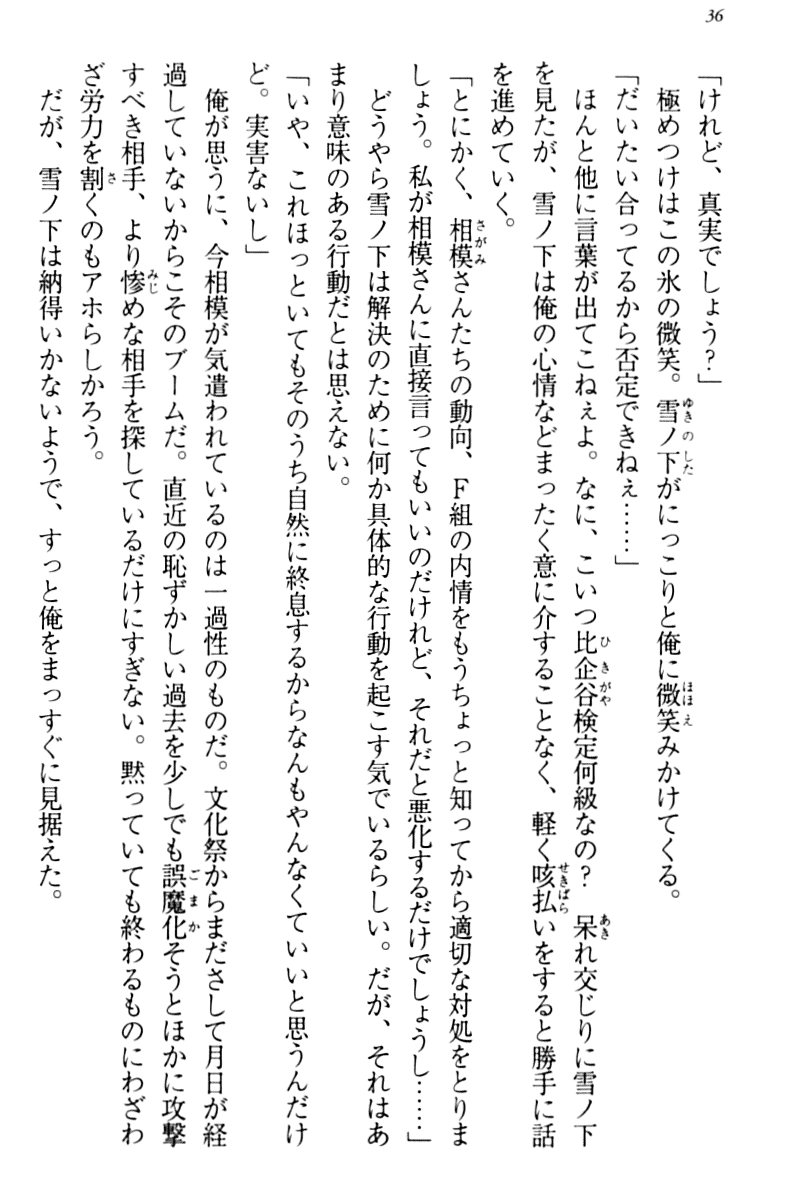 36
「けれど、真実でしょう？」
極めつけはこの氷の微笑。雪ノ下がにっこりと俺に微笑みかけてくる。
「だいたい合ってるから否定できねぇ……」
ほんと他に言葉が出てこねぇよ。なに、こいつ比企谷検定何級なの？　呆れ交じりに雪ノ下
を見たが、雪ノ下は俺の心情などまったく意に介することなく、軽く咳払いをすると勝手に話
を進めていく。
「とにかく、相模さんたちの動向、Ｆ組の内情をもうちょっと知ってから適切な対処をとりま
しょう。私が相模さんに直接言ってもいいのだけれど、それだと悪化するだけでしょうし……」
どうやら雪ノ下は解決のために何か具体的な行動を起こす気でいるらしい。だが、それはあ
まり意味のある行動だとは思えない。
「いや、これほっといてもそのうち自然に終息するからなんもやんなくていいと思うんだけ
ど。実害ないし」
俺が思うに、今相模が気遣われているのは一過性のものだ。文化祭からまださして月日が経
過していないからこそのブームだ。直近の恥ずかしい過去を少しでも誤魔化そうとほかに攻撃
すべき相手、より惨めな相手を探しているだけにすぎない。黙っていても終わるものにわざわ
ざ労力を割くのもアホらしかろう。
だが、雪ノ下は納得いかないようで、すっと俺をまっすぐに見据えた。